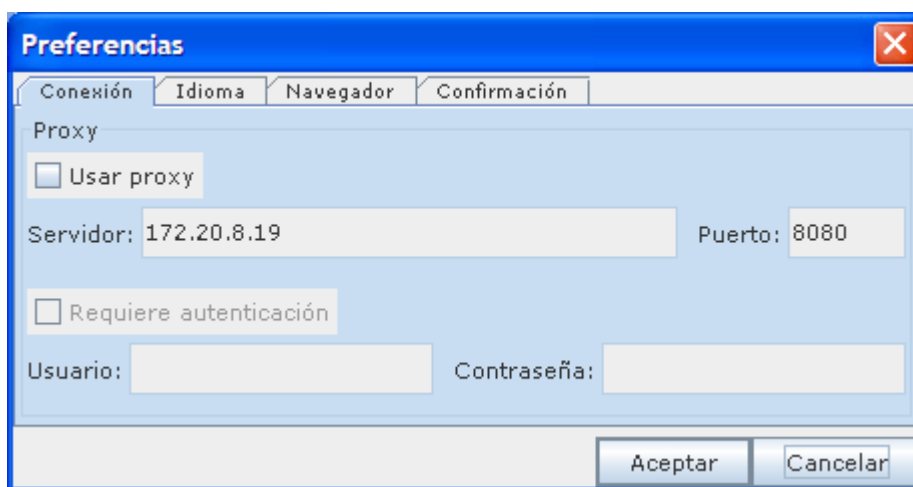 Preferencias
Conexión Idioma Navegador Confirmación
Proxy
Usar proxy
Servidor: 172.20.8.19 Puerto: 8080
Requiere autenticación
Usuario: Contraseña:
Aceptar Cancelar